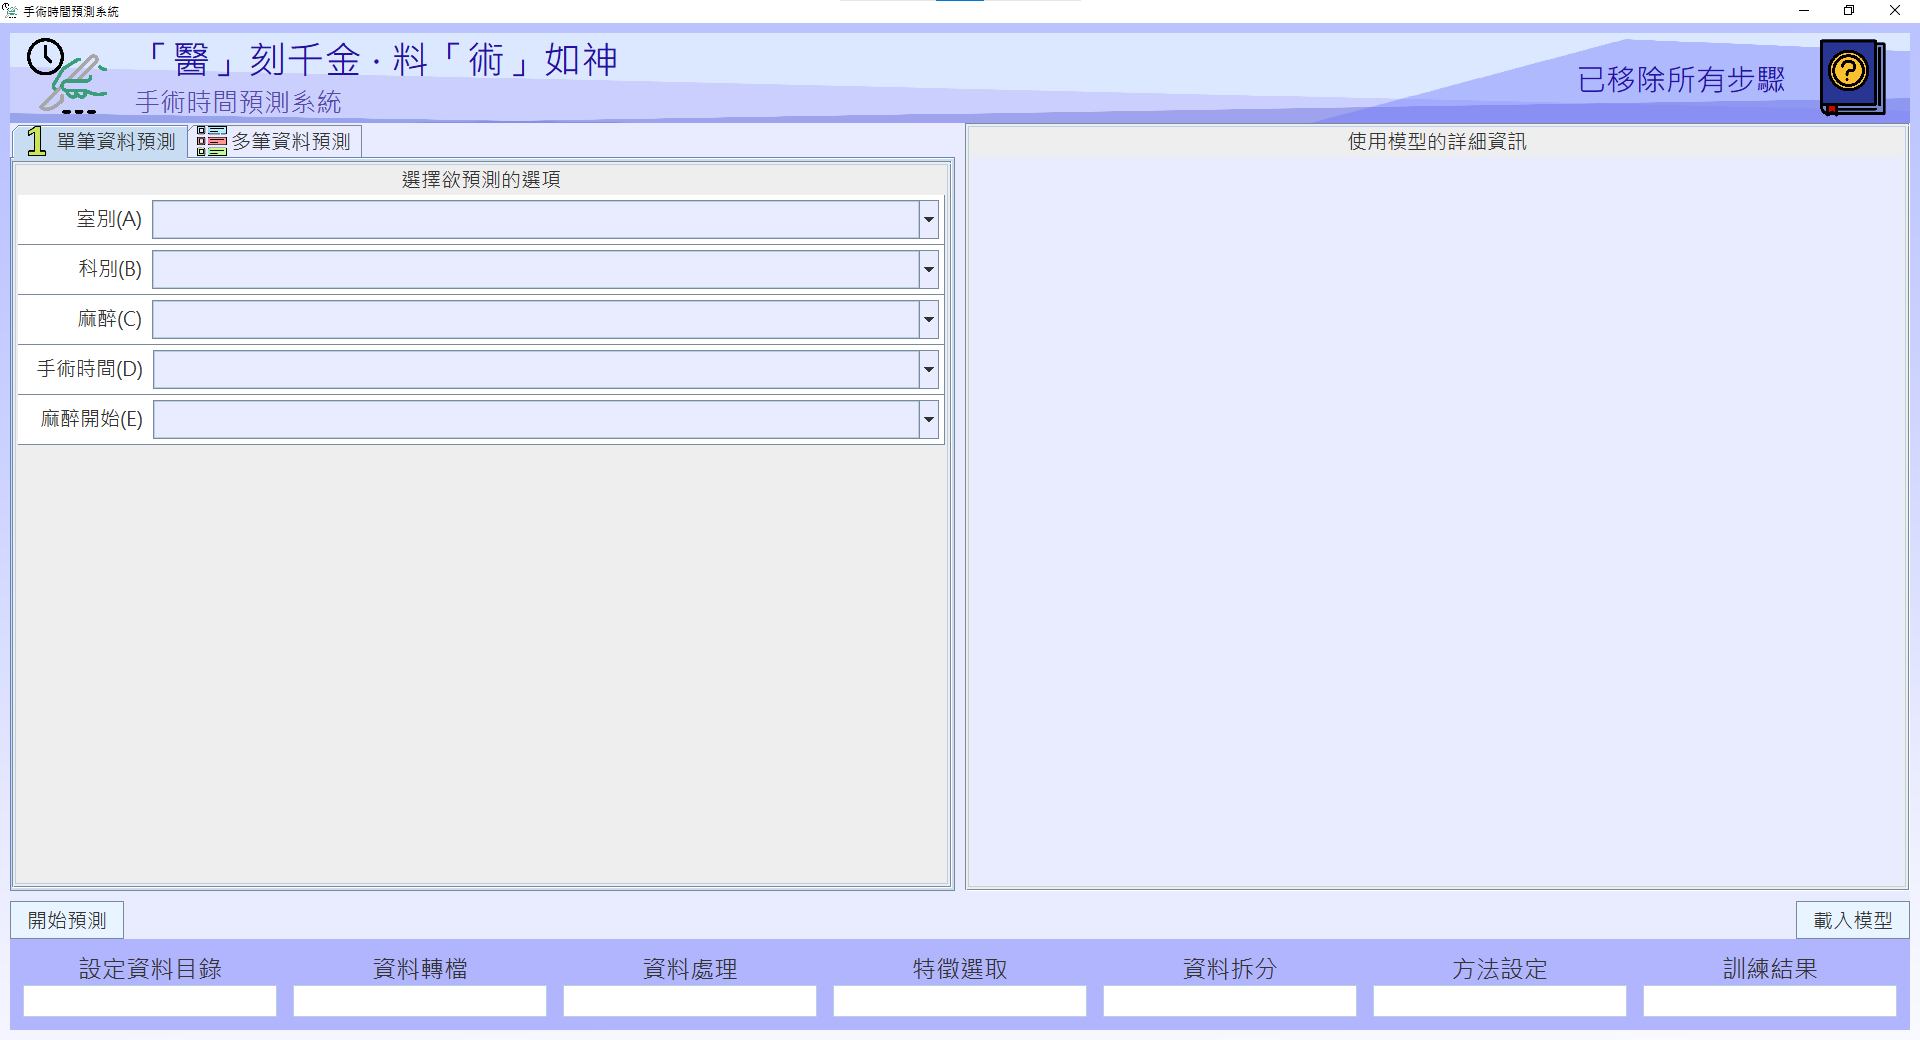 手術時間預測系統
「醫」刻千金·料「術」如神
手術時間預測系統
已移除所有步驟
1 單筆資料預測
多筆資料預測
選擇欲預測的選項
室別(A)
科別(B)
麻醉(C)
手術時間(D)
麻醉開始(E)
使用模型的詳細資訊
開始預測
載入模型
設定資料目錄
資料轉檔
資料處理
特徵選取
資料拆分
方法設定
訓練結果